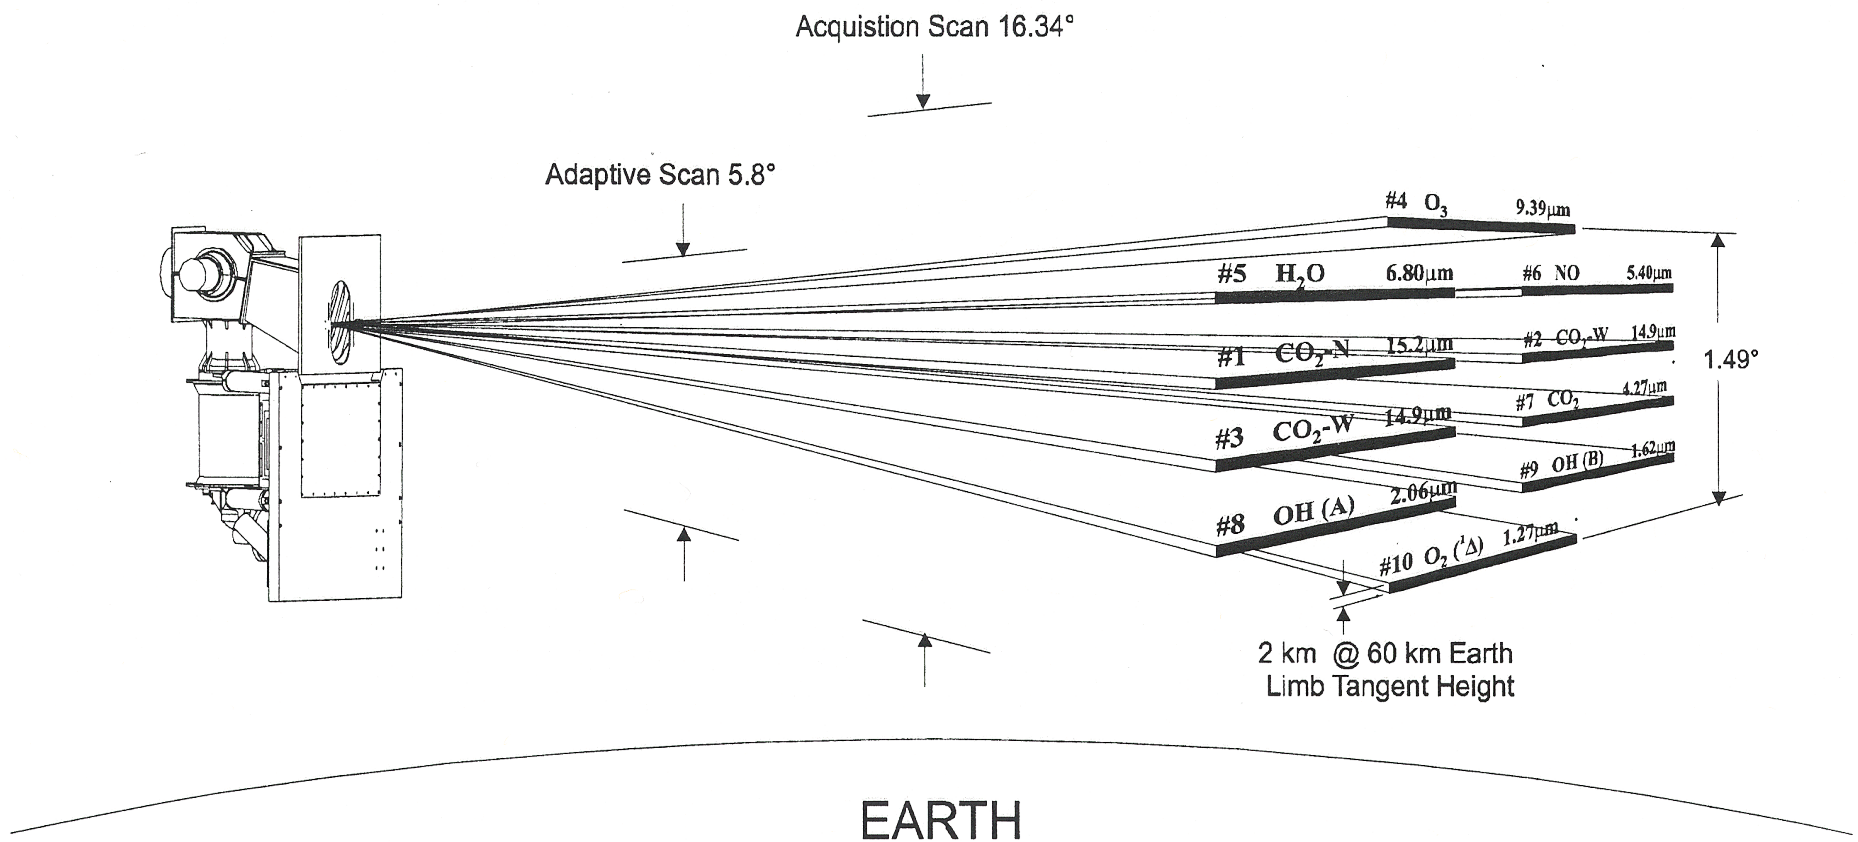 Acquistion Scan 16.34°
Adaptive Scan 5.8°
#4 O₃ 9.39µm
#5 H₂O 6.80µm
#6 NO 5.40µm
#2 CO₂-W 14.9µm
#1 CO₂-N 15.2µm
1.49°
#7 CO₂ 4.27µm
#3 CO₂-W 14.9µm
#9 OH (B) 1.62µm
#8 OH (A) 2.06µm
#10 O₂ (¹Δ) 1.27µm
2 km @ 60 km Earth
Limb Tangent Height
EARTH